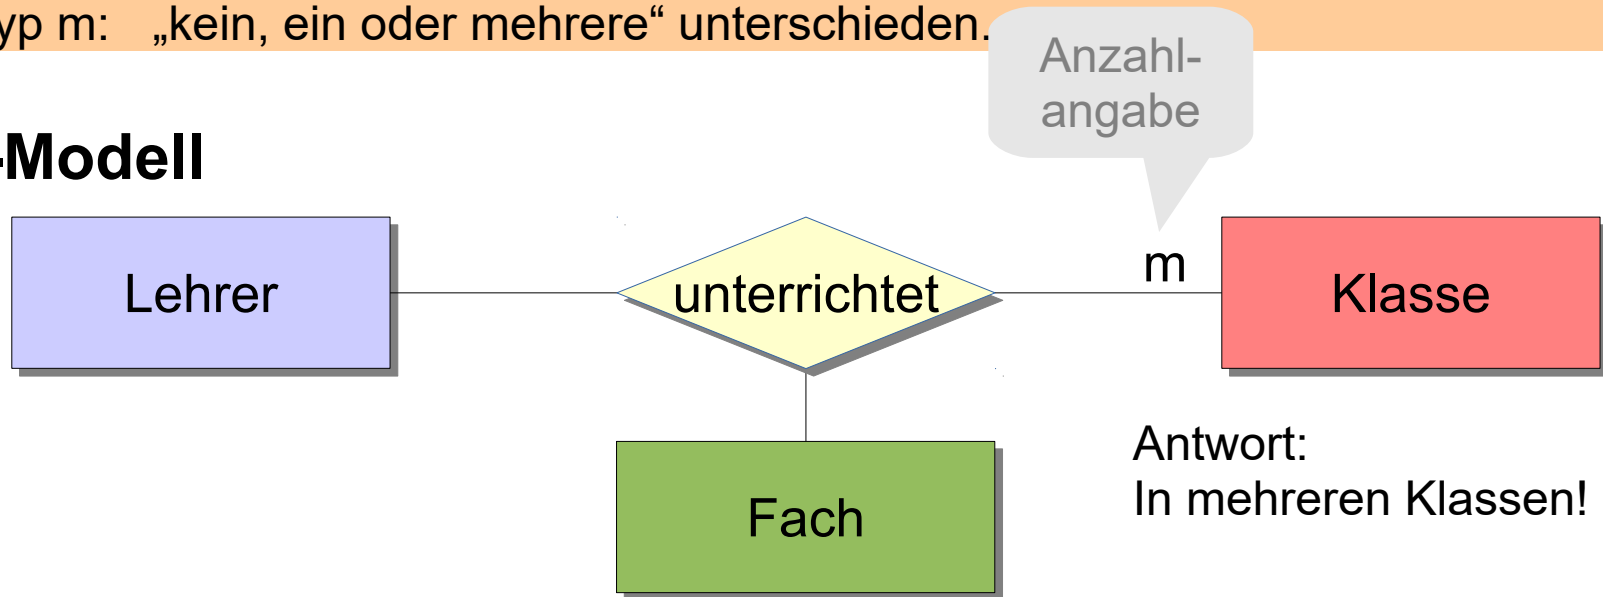 yp m: „kein, ein oder mehrere“ unterschieden.
Anzahl-
angabe
-Modell
Lehrer
unterrichtet
m
Klasse
Fach
Antwort:
In mehreren Klassen!